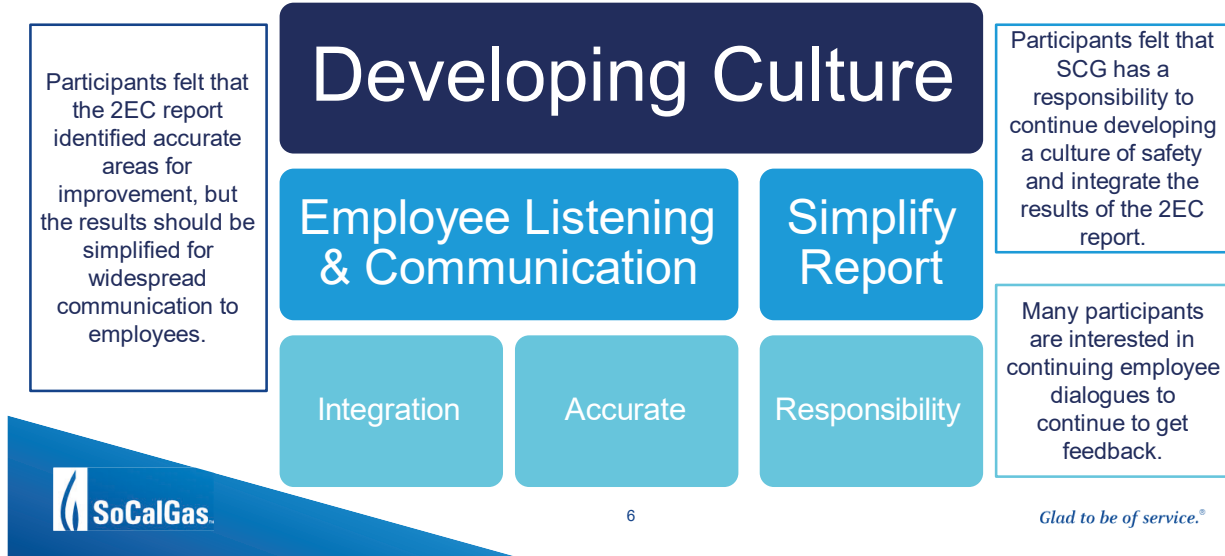 Participants felt that
the 2EC report
identified accurate
areas for
improvement, but
the results should be
simplified for
widespread
communication to
employees.
Developing Culture
Employee Listening
& Communication
Simplify
Report
Integration
Accurate
Responsibility
Participants felt that
SCG has a
responsibility to
continue developing
a culture of safety
and integrate the
results of the 2EC
report.
Many participants
are interested in
continuing employee
dialogues to
continue to get
feedback.
SoCalGas™
6
Glad to be of service.®